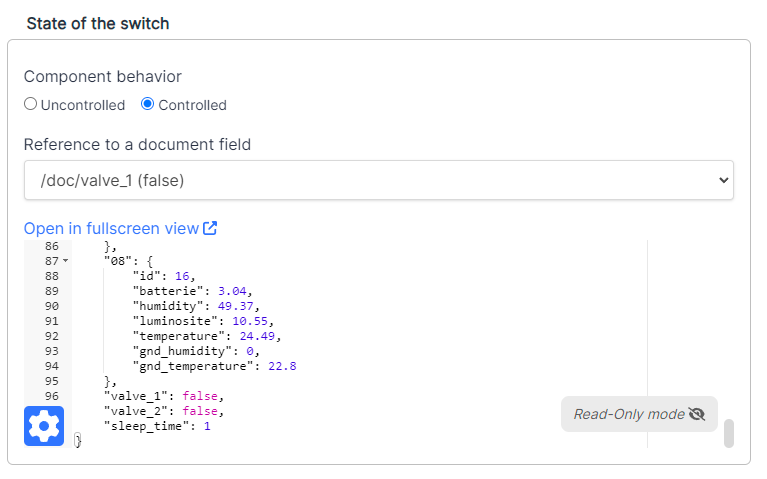 State of the switch
Component behavior
Uncontrolled Controlled
Reference to a document field
/doc/valve_1 (false)
Open in fullscreen view
86 },
87 "08": {
88 "id": 16,
89 "batterie": 3.04,
90 "humidity": 49.37,
91 "luminosite": 10.55,
92 "temperature": 24.49,
93 "gnd_humidity": 0,
94 "gnd_temperature": 22.8
95 },
96 "valve_1": false,
"valve_2": false,
"sleep_time": 1
}
Read-Only mode